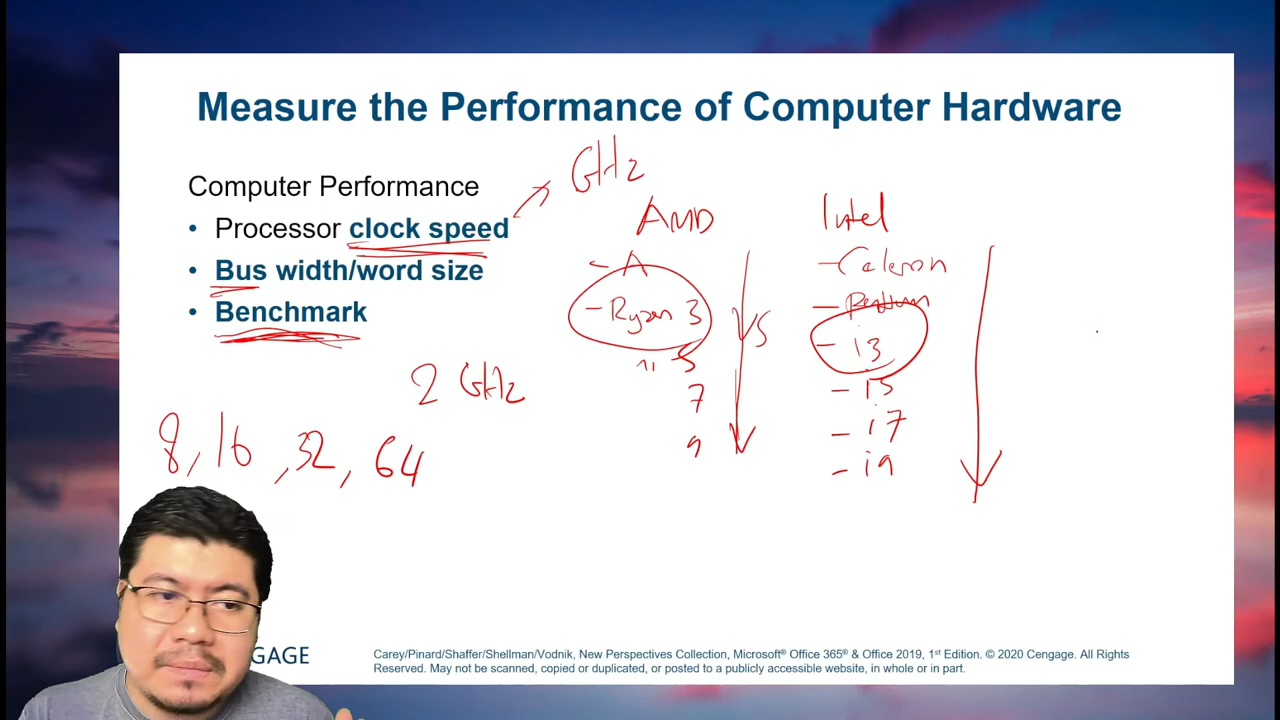 Measure the Performance of Computer Hardware
Computer Performance
• Processor clock speed
• Bus width/word size
• Benchmark
GHz
2 GHz
8, 16, 32, 64
AMD
- A
- Ryzen 3
" 5
7
9
5
Intel
- Celeron
- Pentium
- i3
- i5
- i7
- i9
GAGE
Carey/Pinard/Shaffer/Shellman/Vodnik, New Perspectives Collection, Microsoft® Office 365® & Office 2019, 1st Edition. © 2020 Cengage. All Rights
Reserved. May not be scanned, copied or duplicated, or posted to a publicly accessible website, in whole or in part.